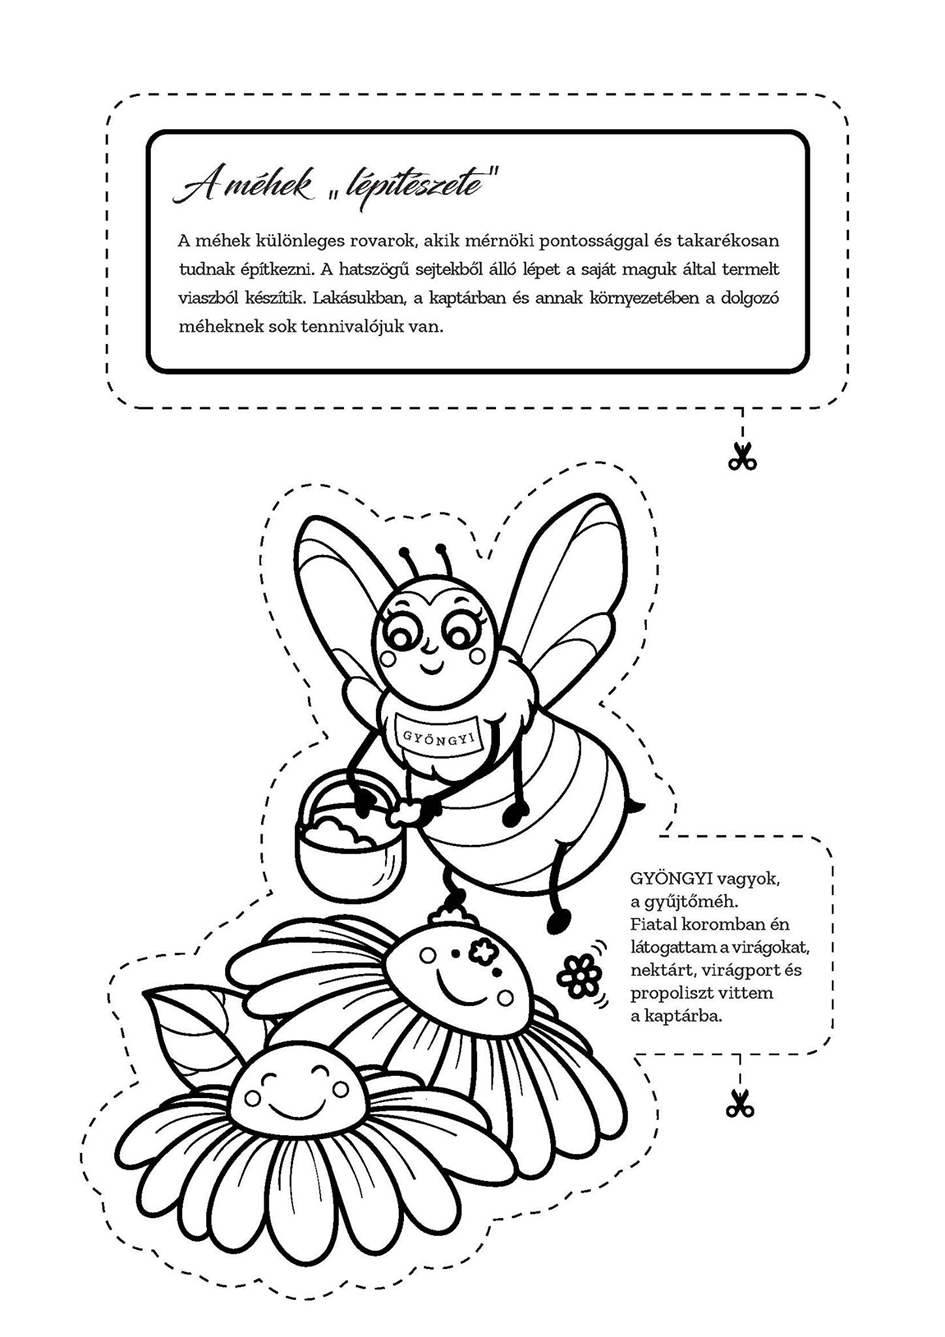 A méhek „lépítészete"
A méhek különleges rovarok, akik mérnöki pontossággal és takarékosan
tudnak építkezni. A hatszögű sejtekből álló lépet a saját maguk által termelt
viaszból készítik. Lakásukban, a kaptárban és annak környezetében a dolgozó
méheknek sok tennivalójuk van.
GYÖNGYI
GYÖNGYI vagyok,
a gyűjtőméh.
Fiatal koromban én
látogattam a virágokat,
nektárt, virágport és
propoliszt vittem
a kaptárba.